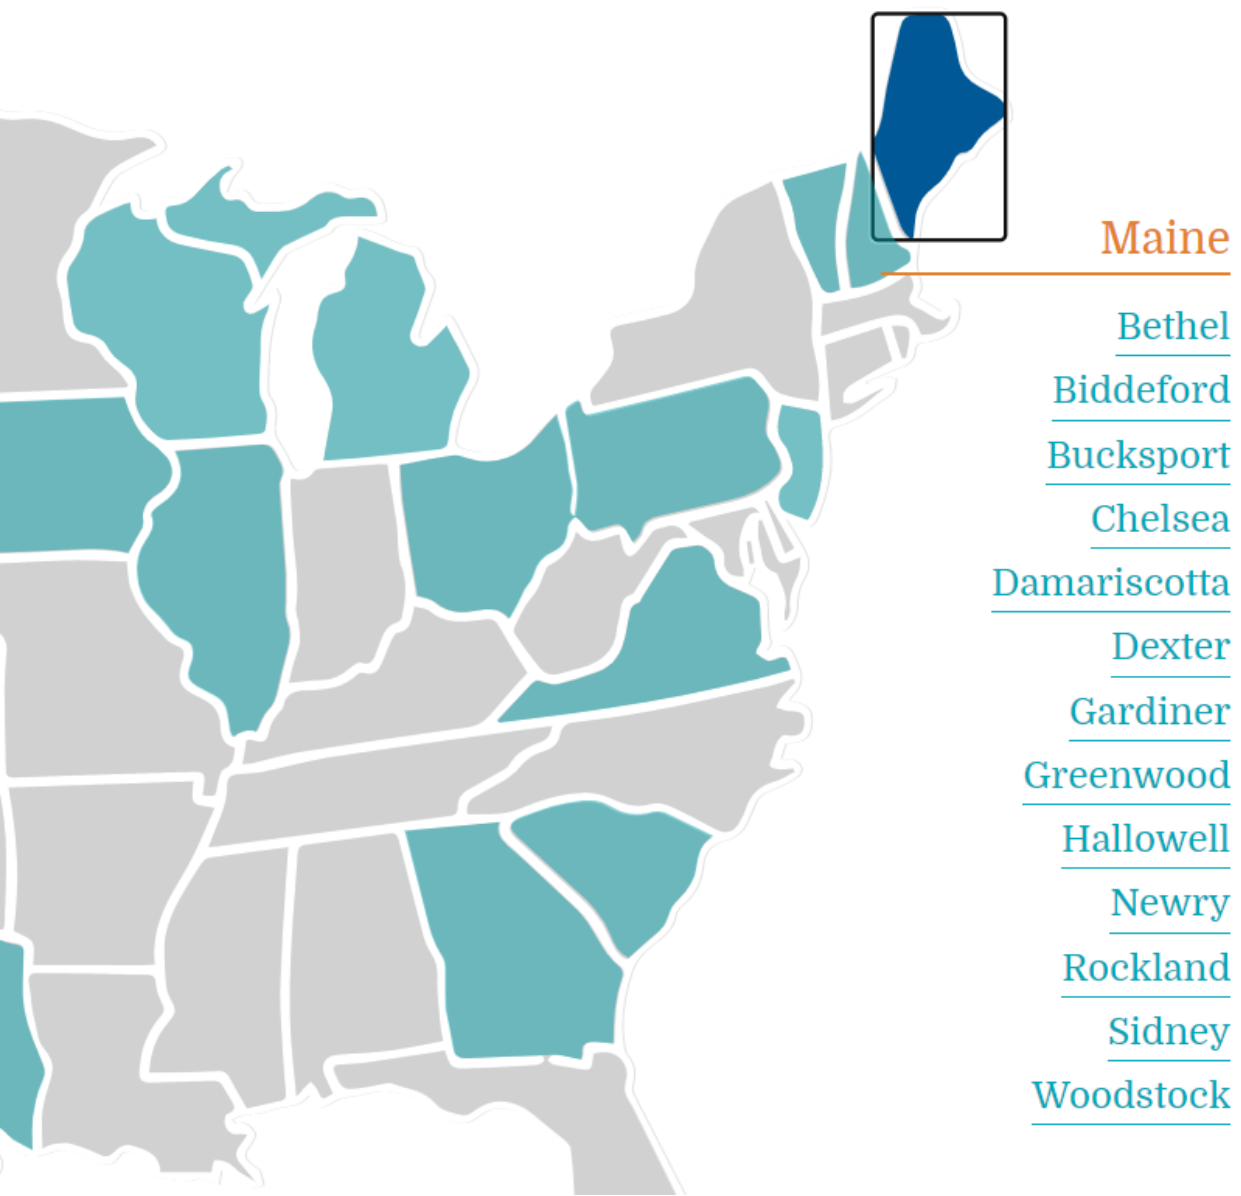 Maine
Bethel
Biddeford
Bucksport
Chelsea
Damariscotta
Dexter
Gardiner
Greenwood
Hallowell
Newry
Rockland
Sidney
Woodstock